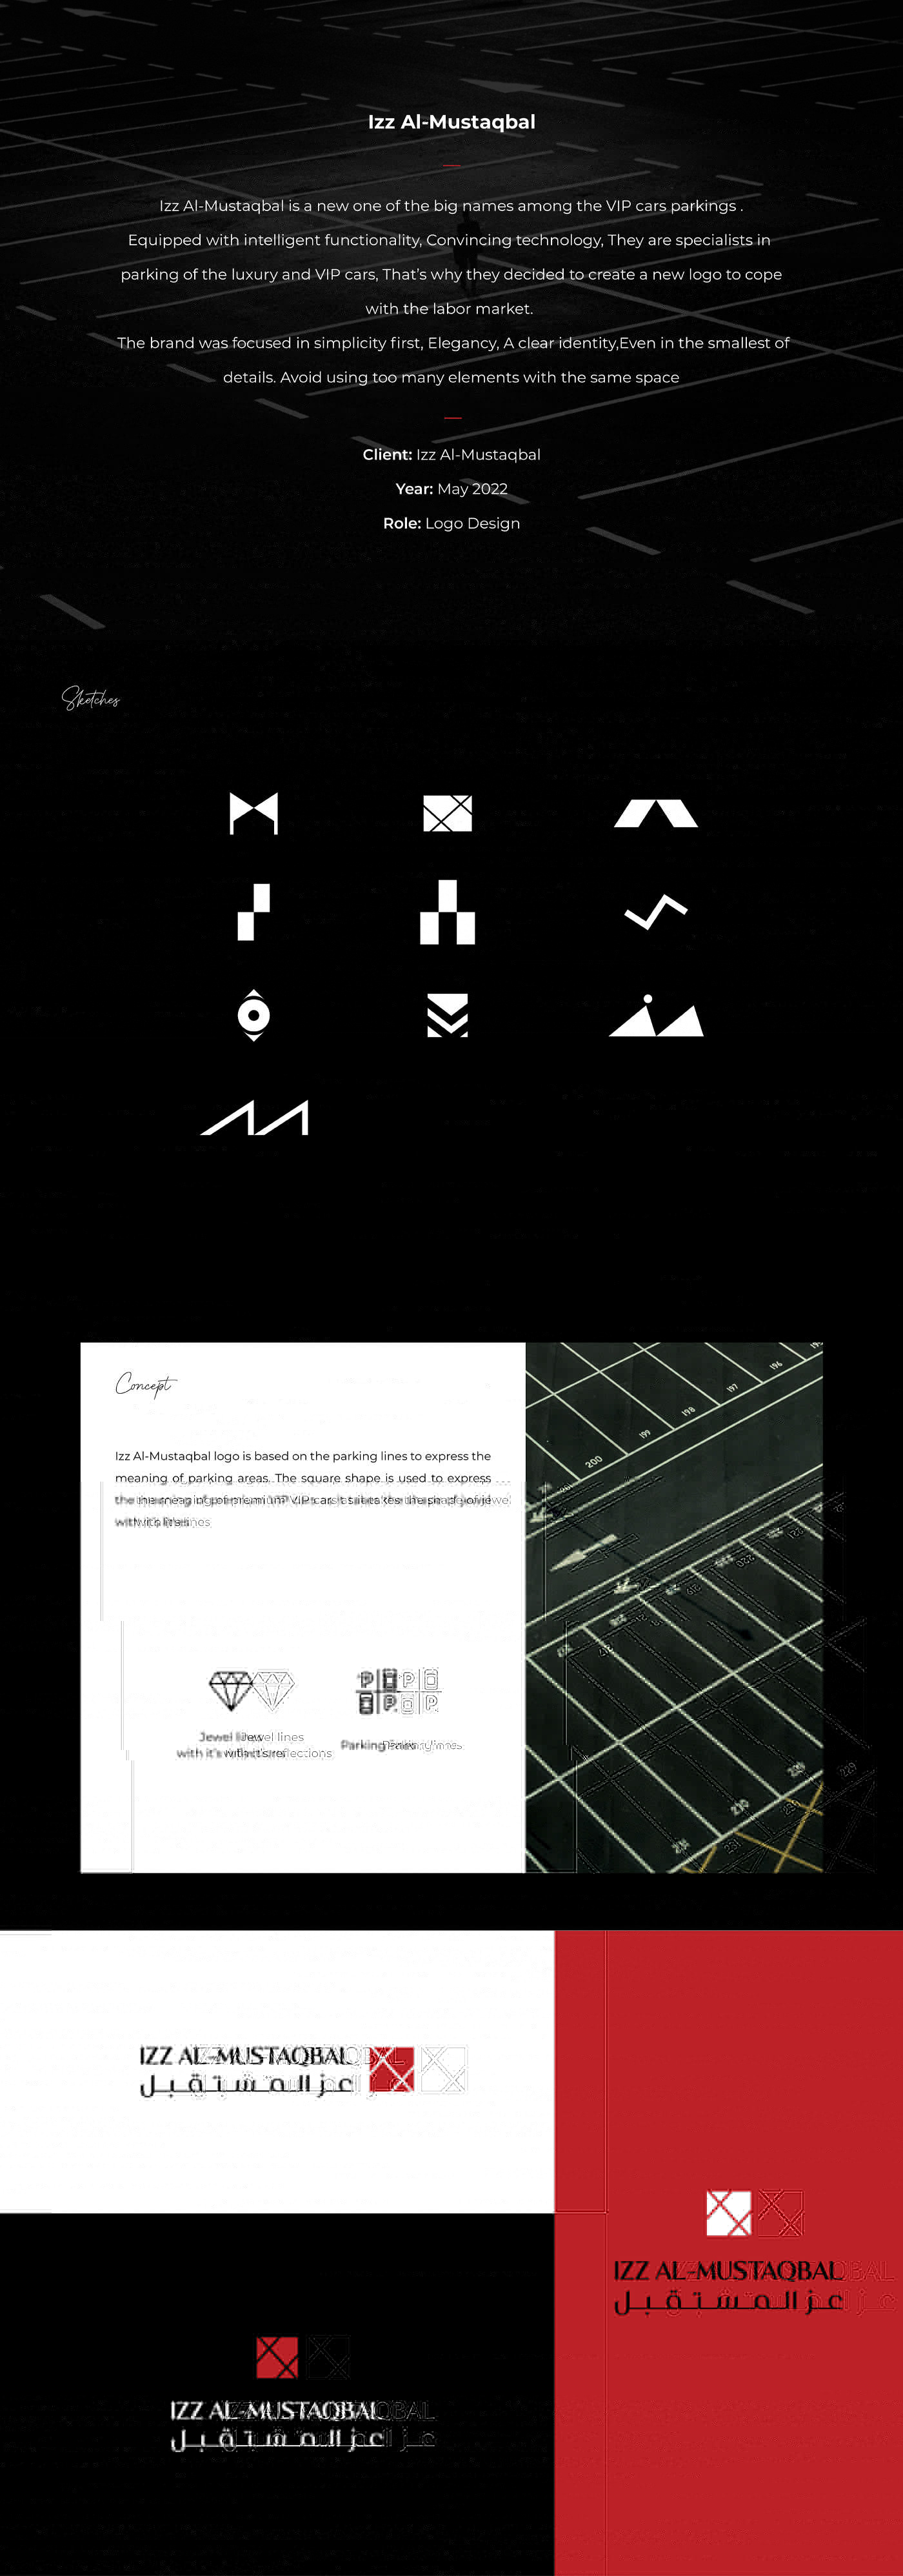 Izz Al-Mustaqbal
Izz Al-Mustaqbal is a new one of the big names among the VIP cars parkings .
Equipped with intelligent functionality, Convincing technology, They are specialists in
parking of the luxury and VIP cars, That's why they decided to create a new logo to cope
with the labor market.
The brand was focused in simplicity first, Elegancy, A clear identity,Even in the smallest of
details. Avoid using too many elements with the same space
Client: Izz Al-Mustaqbal
Year: May 2022
Role: Logo Design
Sketches
Concept
Izz Al-Mustaqbal logo is based on the parking lines to express the
meaning of parking areas. The square shape is used to express
the meaning of premium VIP cars it takes the shape of
with it's lines
196
197
198
199
200
Jewel lines
with it's reflections
P
P
P
Parking lines
IZZ AL-MUSTAQBAL
عز المستقبل
IZZ AL-MUSTAQBAL
عز المستقبل
IZZ AL-MUSTAQBAL
عز المستقبل